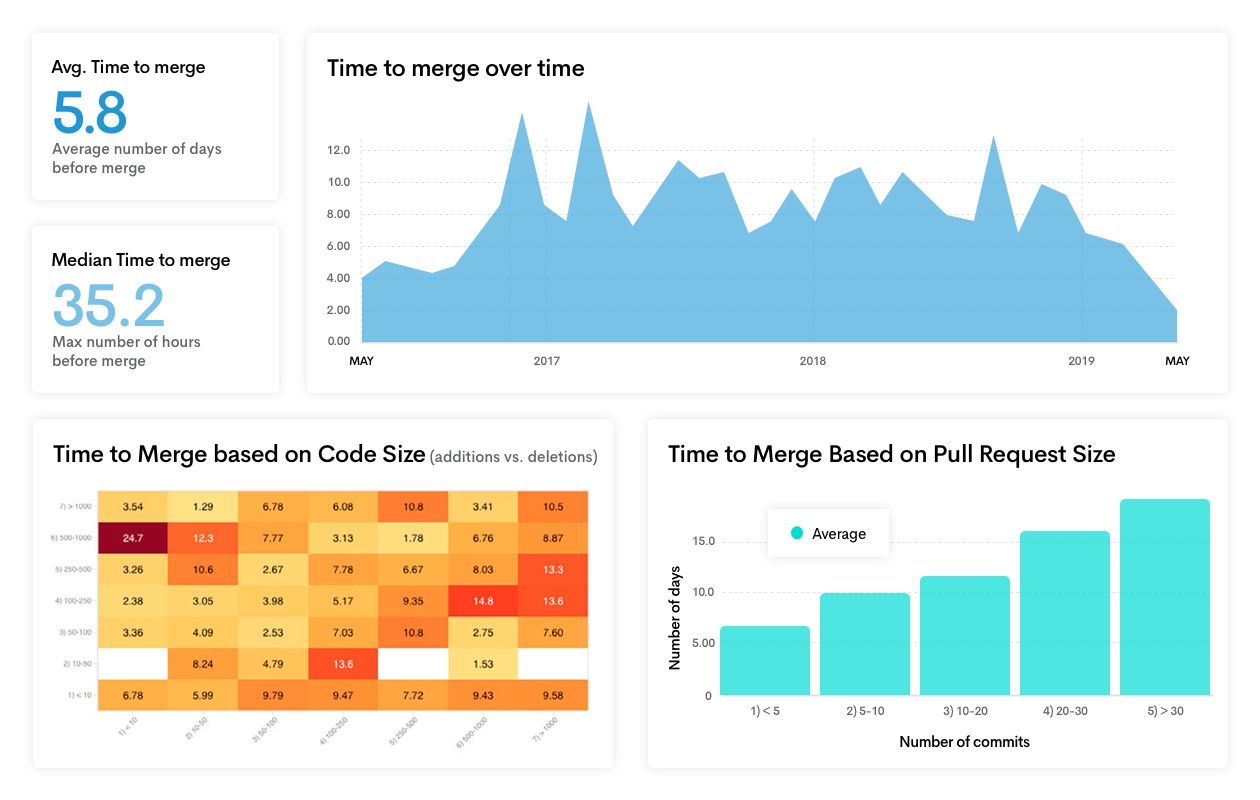 Avg. Time to merge
5.8
Average number of days
before merge
Median Time to merge
35.2
Max number of hours
before merge
Time to merge over time
12.0
10.0
8.00
6.00
4.00
2.00
0.00
MAY 2017 2018 2019 MAY
Time to Merge based on Code Size (additions vs. deletions)
7) > 1000 3.54 1.29 6.78 6.08 10.8 3.41 10.5
6) 500-1000 24.7 12.3 7.77 3.13 1.78 6.76 8.87
5) 250-500 3.26 10.6 2.67 7.78 6.67 8.03 13.3
4) 100-250 2.38 3.05 3.98 5.17 9.35 14.8 13.6
3) 50-100 3.36 4.09 2.53 7.03 10.8 2.75 7.60
2) 10-50 8.24 4.79 13.6 1.53
1) < 10 6.78 5.99 9.79 9.47 7.72 9.43 9.58
1) < 10 2) 10-50 3) 50-100 4) 100-250 5) 250-500 6) 500-1000 7) > 1000
Time to Merge Based on Pull Request Size
Average
Number of days
15.0
10.0
5.00
0
1) < 5 2) 5-10 3) 10-20 4) 20-30 5) > 30
Number of commits